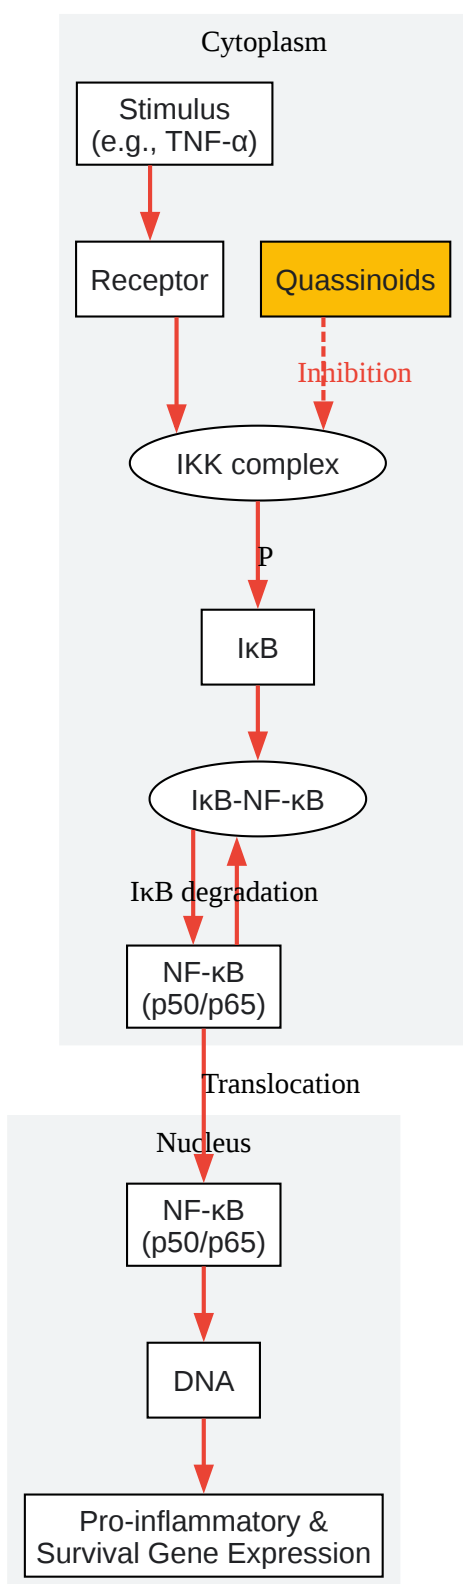 Cytoplasm
Stimulus
(e.g., TNF-α)
Receptor
Quassinoids
Inhibition
IKK complex
P
IκB
IκB-NF-κB
IκB degradation
NF-κB
(p50/p65)
Translocation
Nucleus
NF-κB
(p50/p65)
DNA
Pro-inflammatory &
Survival Gene Expression